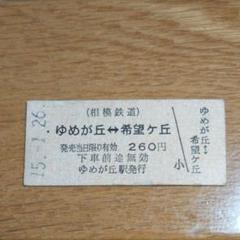 15.-1.26.
(相模鉄道)
ゆめが丘↔希望ケ丘
発売当日限り有効 260円
下車前途無効
ゆめが丘駅発行
小
ゆめが丘↔
希望ケ丘